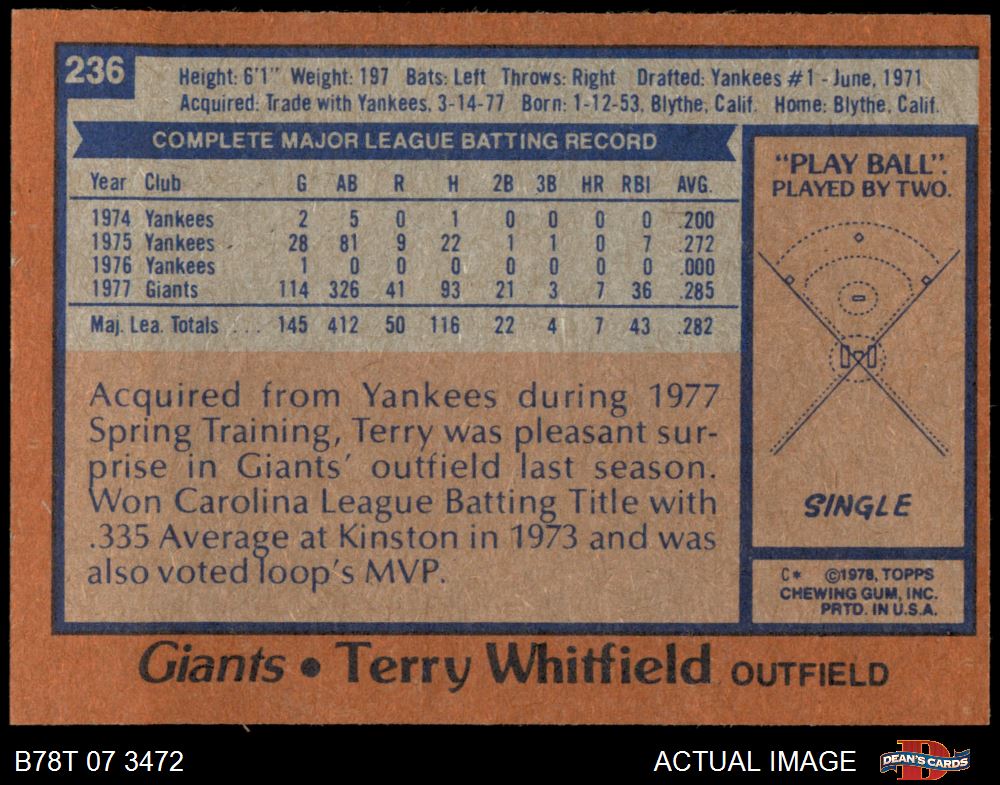 236
Height: 6'1" Weight: 197 Bats: Left Throws: Right Drafted: Yankees #1 - June, 1971
Acquired: Trade with Yankees, 3-14-77 Born: 1-12-53, Blythe, Calif. Home: Blythe, Calif.
COMPLETE MAJOR LEAGUE BATTING RECORD
Year Club G AB R H 2B 3B HR RBI AVG.
1974 Yankees 2 5 0 1 0 0 0 0 .200
1975 Yankees 28 81 9 22 1 1 0 7 .272
1976 Yankees 1 0 0 0 0 0 0 0 .000
1977 Giants 114 326 41 93 21 3 7 36 .285
Maj. Lea. Totals ... 145 412 50 116 22 4 7 43 .282
Acquired from Yankees during 1977
Spring Training, Terry was pleasant sur-
prise in Giants' outfield last season.
Won Carolina League Batting Title with
.335 Average at Kinston in 1973 and was
also voted loop's MVP.
"PLAY BALL".
PLAYED BY TWO.
SINGLE
C* ©1978, TOPPS
CHEWING GUM, INC.
PRTD. IN U.S.A.
Giants • Terry Whitfield OUTFIELD
B78T 07 3472
ACTUAL IMAGE
D
DEAN'S CARDS